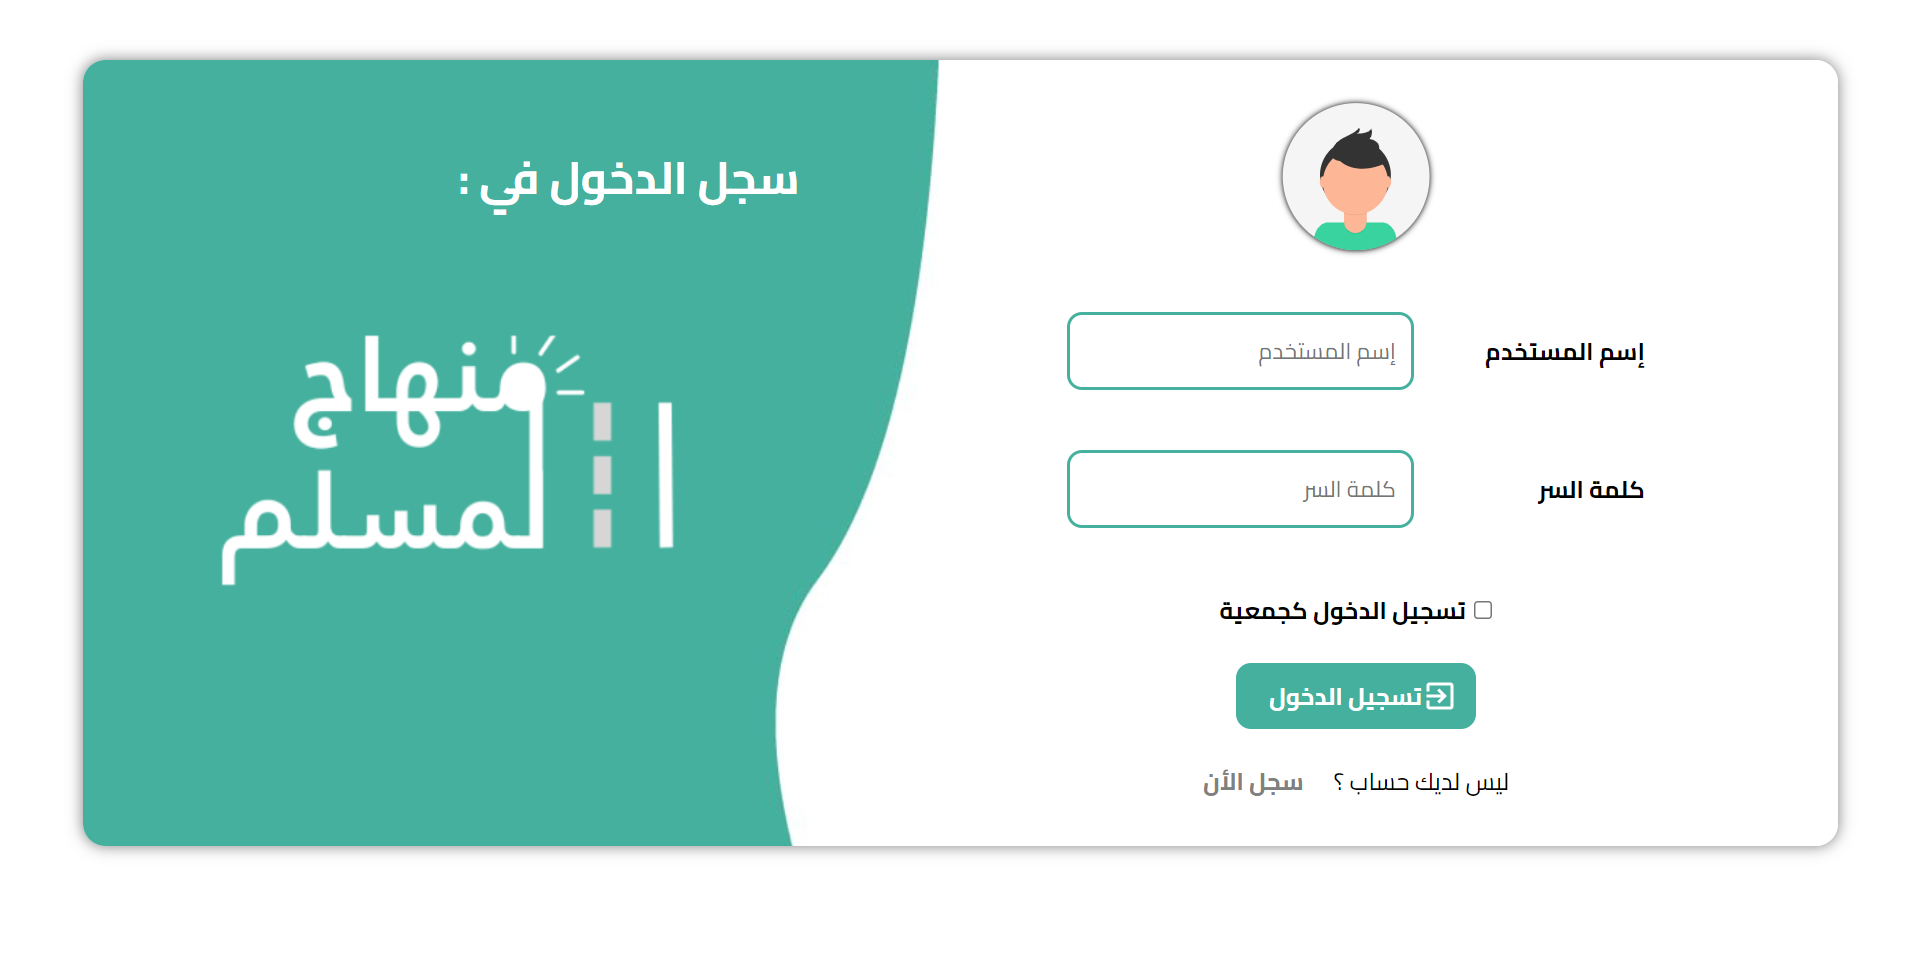 سجل الدخول في :
منهاج
المسلم
إسم المستخدم
إسم المستخدم
كلمة السر
كلمة السر
تسجيل الدخول كجمعية
تسجيل الدخول
ليس لديك حساب ؟ سجل الأن